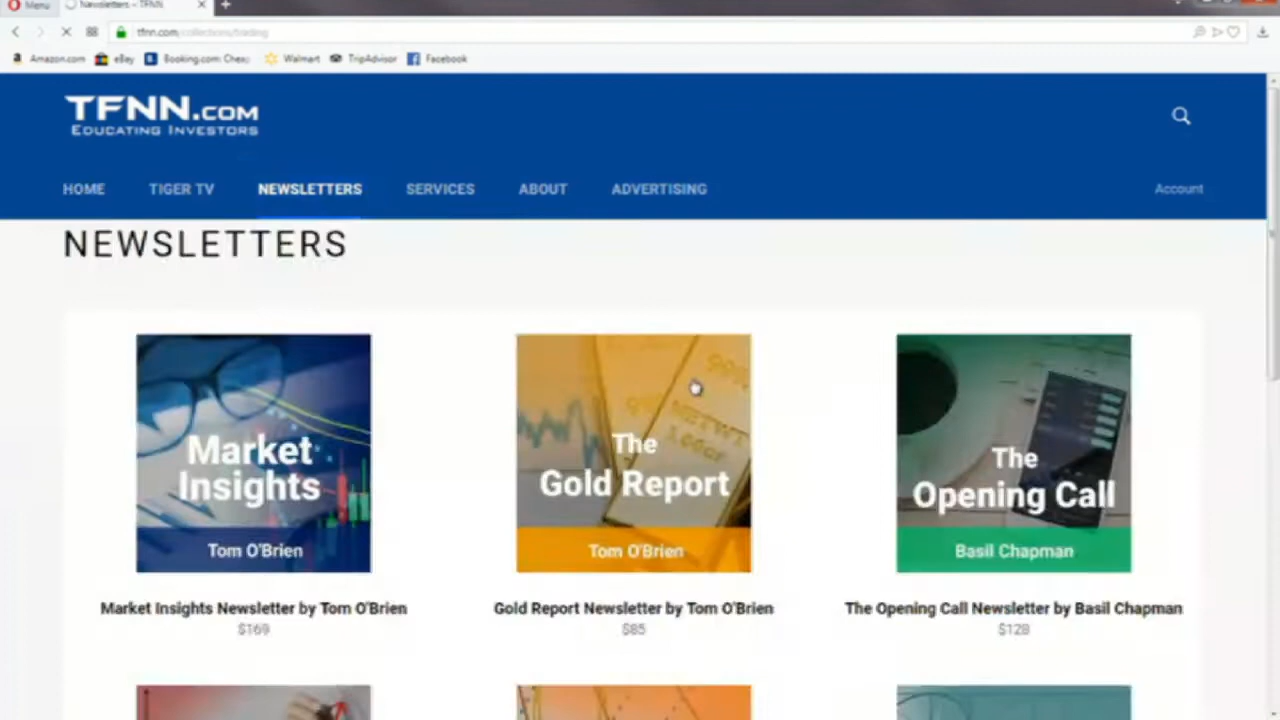 Menu
Newsletters – TFNN
tfnn.com/collections/trading
Amazon.com
eBay
Booking.com: Cheap
Walmart
TripAdvisor
Facebook
TFNN.COM
EDUCATING INVESTORS
HOME
TIGER TV
NEWSLETTERS
SERVICES
ABOUT
ADVERTISING
Account
NEWSLETTERS
Market
Insights
Tom O'Brien
The
Gold Report
Tom O'Brien
The
Opening Call
Basil Chapman
Market Insights Newsletter by Tom O'Brien
$169
Gold Report Newsletter by Tom O'Brien
$85
The Opening Call Newsletter by Basil Chapman
$128